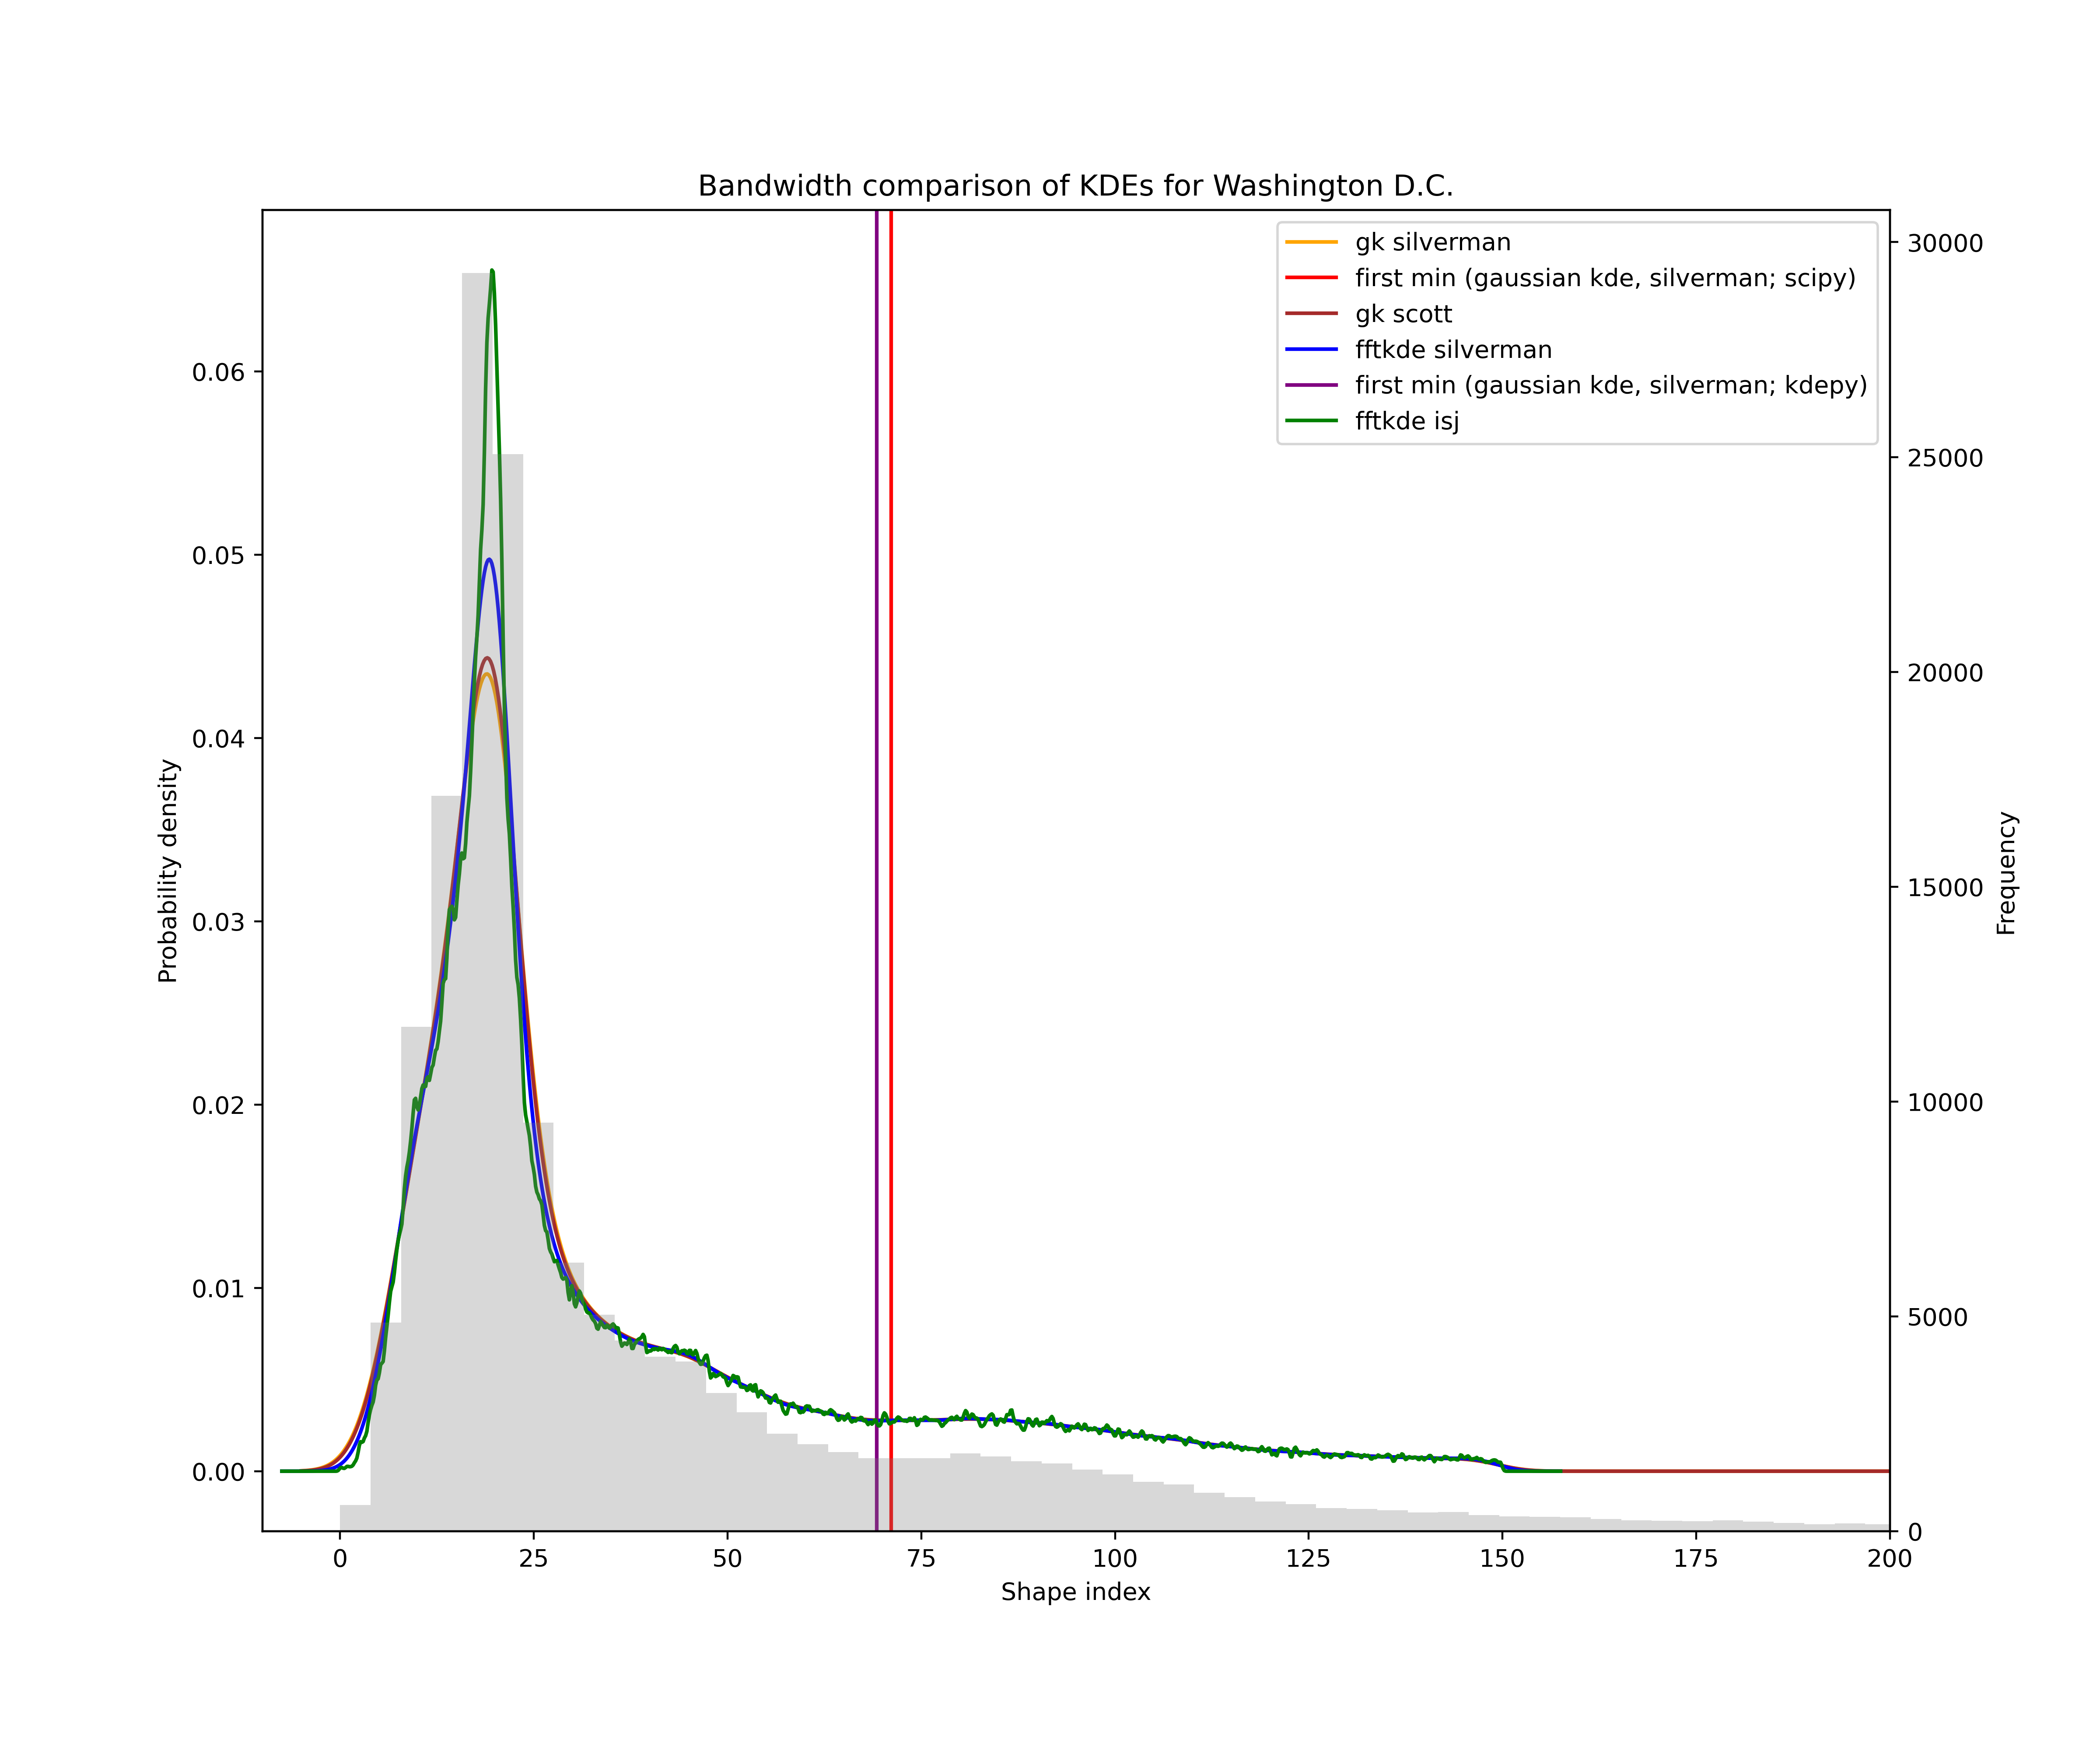 Bandwidth comparison of KDEs for Washington D.C.
gk silverman
first min (gaussian kde, silverman; scipy)
gk scott
fftkde silverman
first min (gaussian kde, silverman; kdepy)
fftkde isj
Probability density
0.06
0.05
0.04
0.03
0.02
0.01
0.00
30000
25000
20000
15000
10000
5000
0
Frequency
0 25 50 75 100 125 150 175 200
Shape index